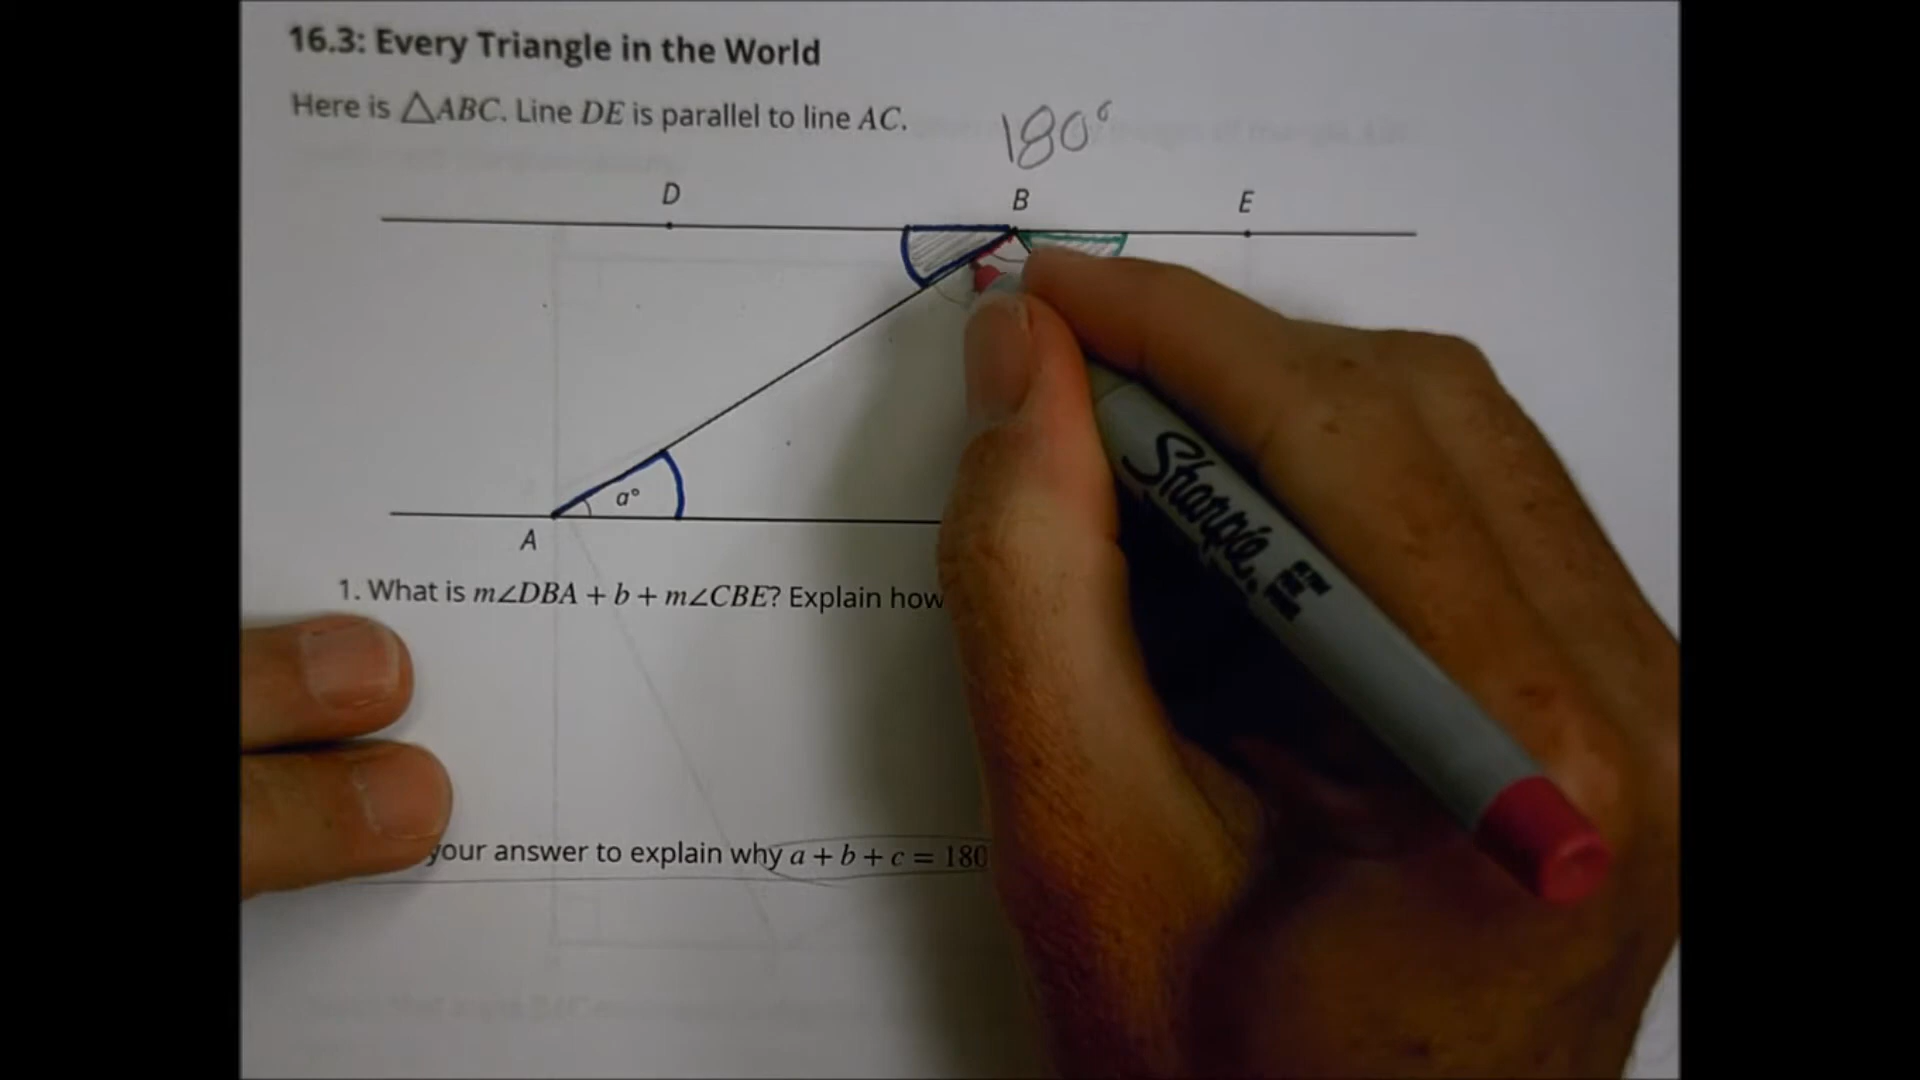 16.3: Every Triangle in the World
Here is △ABC. Line DE is parallel to line AC.
180°
D
B
E
a°
A
1. What is m∠DBA + b + m∠CBE? Explain how
your answer to explain why a + b + c = 180
Sharpie.